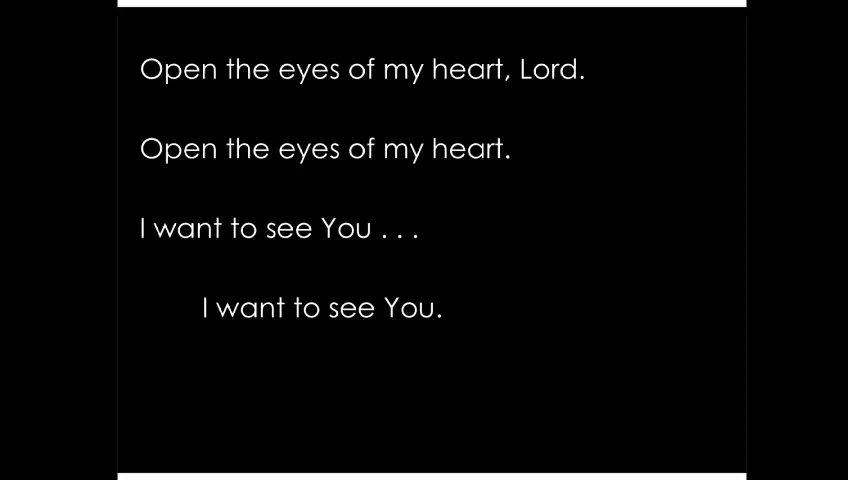 Open the eyes of my heart, Lord.
Open the eyes of my heart.
I want to see You . . .
I want to see You.